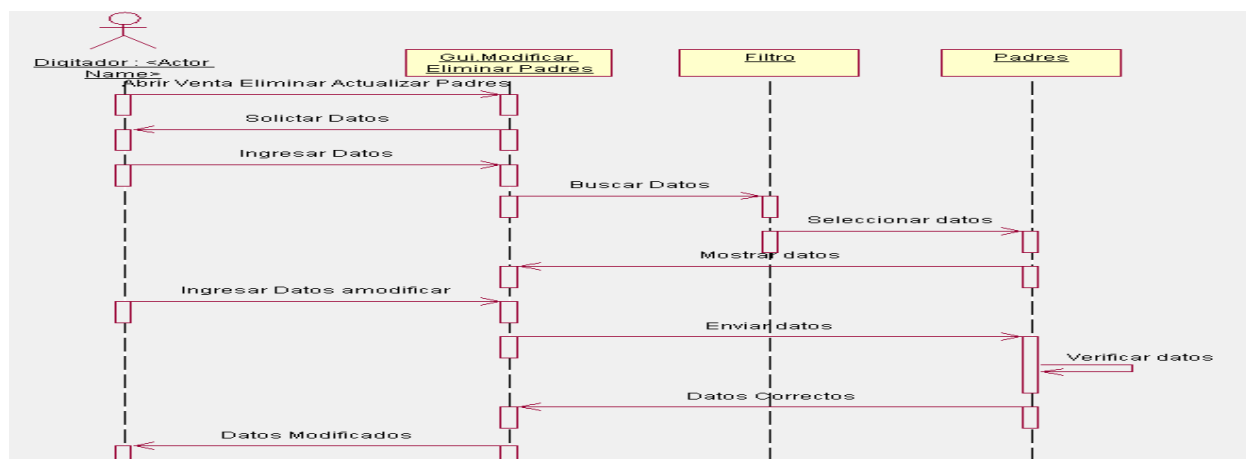 Digitador : <Actor
Name>
Gui.Modificar
Eliminar Padres
Filtro
Padres
Abrir Venta Eliminar Actualizar Padres
Solictar Datos
Ingresar Datos
Buscar Datos
Seleccionar datos
Mostrar datos
Ingresar Datos amodificar
Enviar datos
Verificar datos
Datos Correctos
Datos Modificados